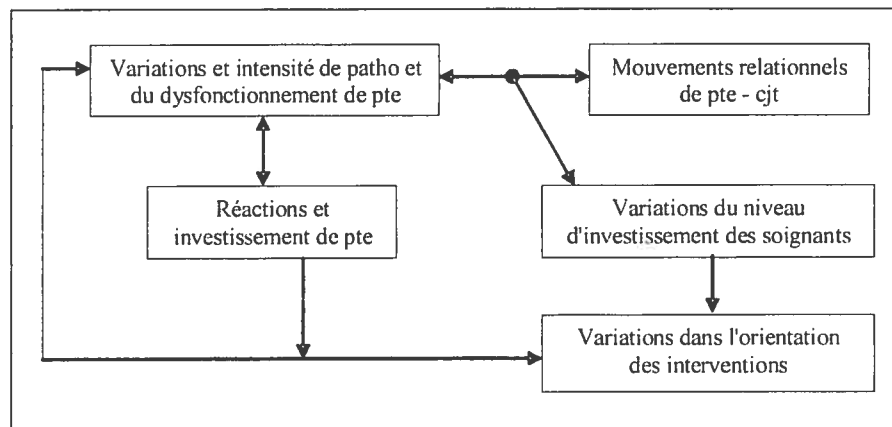 Variations et intensité de patho et
du dysfonctionnement de pte
Mouvements relationnels
de pte - cjt
Réactions et
investissement de pte
Variations du niveau
d'investissement des soignants
Variations dans l'orientation
des interventions